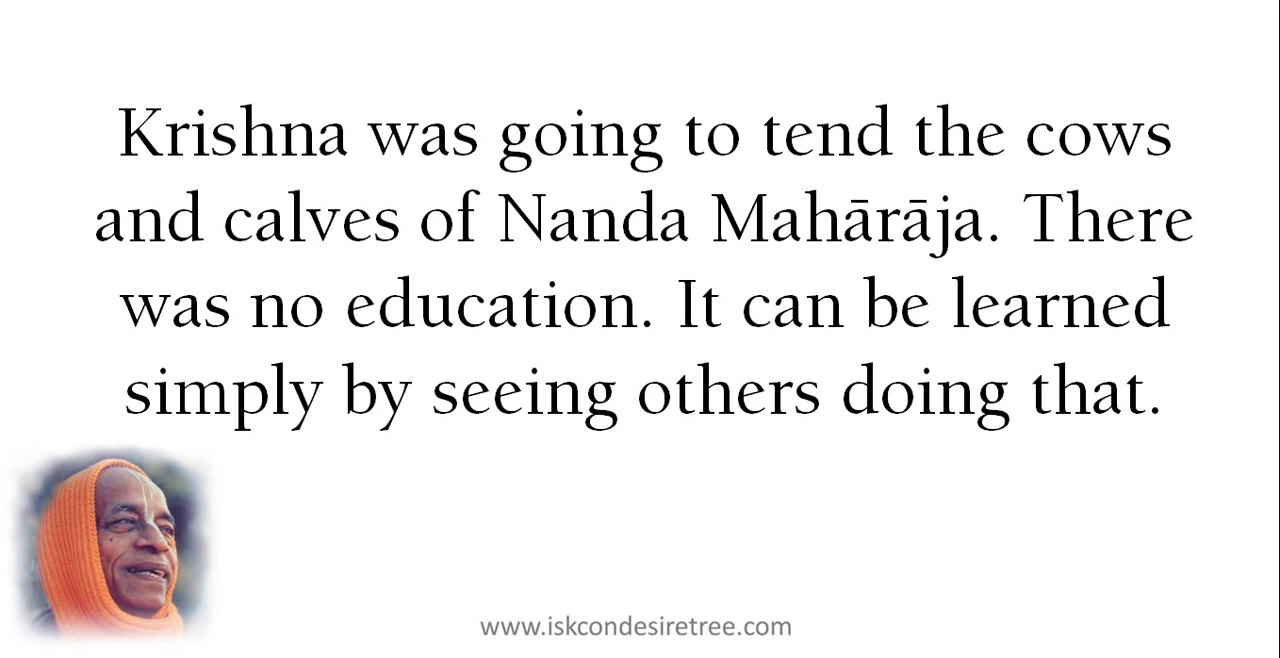 Krishna was going to tend the cows
and calves of Nanda Mahārāja. There
was no education. It can be learned
simply by seeing others doing that.
www.iskcondesiretree.com